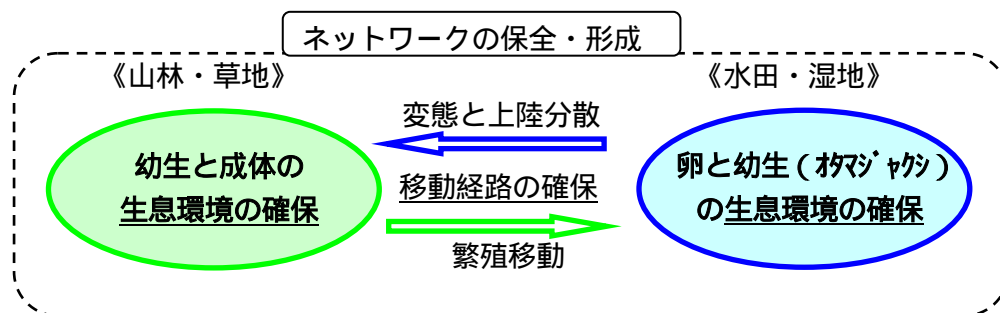 ネットワークの保全・形成
《山林・草地》
《水田・湿地》
変態と上陸分散
幼生と成体の
生息環境の確保
移動経路の確保
繁殖移動
卵と幼生(ｵﾀﾏｼﾞｬｸｼ)
の生息環境の確保